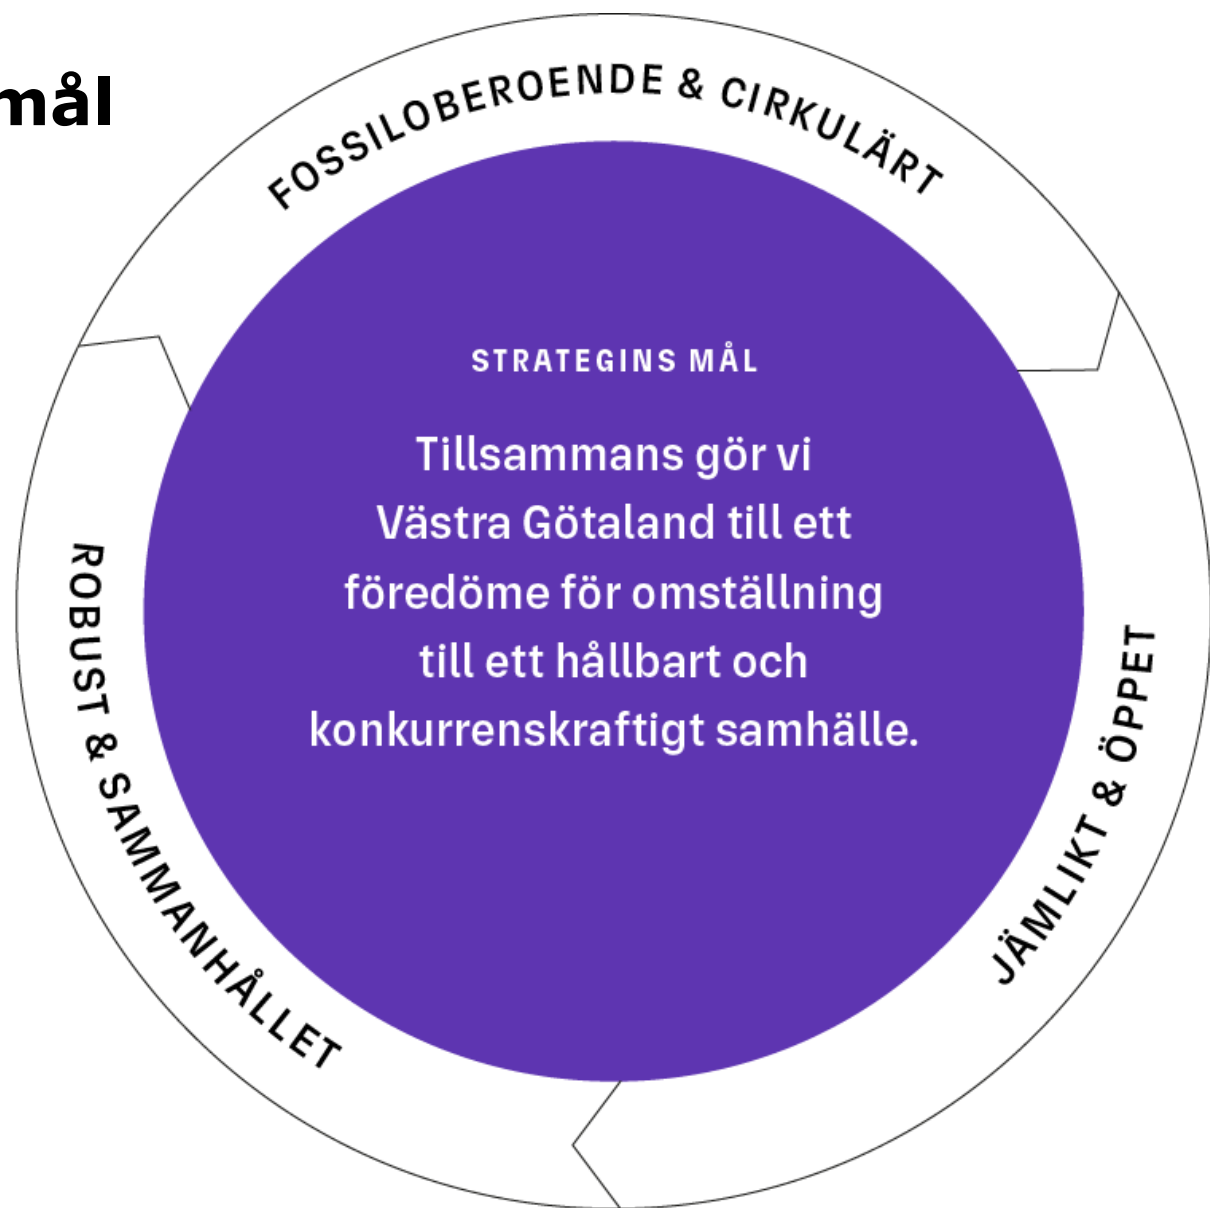 mål
FOSSILOBEROENDE & CIRKULÄRT
STRATEGINS MÅL
Tillsammans gör vi
Västra Götaland till ett
föredöme för omställning
till ett hållbart och
konkurrenskraftigt samhälle.
JÄMLIKT & ÖPPET
ROBUST & SAMMANHÅLLET